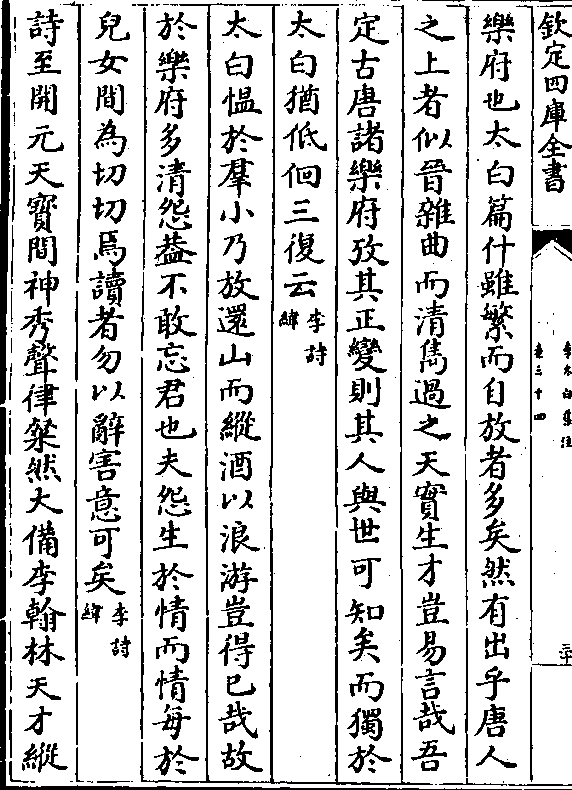 欽定四庫全書
李太白集注
卷三十四
三十
樂府也太白篇什雖繁而自放者多矣然有出乎唐人
之上者似晉雜曲而清雋過之天實生才豈易言哉吾
定古唐諸樂府攷其正變則其人與世可知矣而獨於
太白猶低佪三復云李詩緯
太白愠於羣小乃放還山而縱酒以浪游豈得已哉故
於樂府多清怨葢不敢忘君也夫怨生於情而情每於
兒女間為切切焉讀者勿以辭害意可矣李詩緯
詩至開元天寳間神秀聲律粲然大備李翰林天才縱